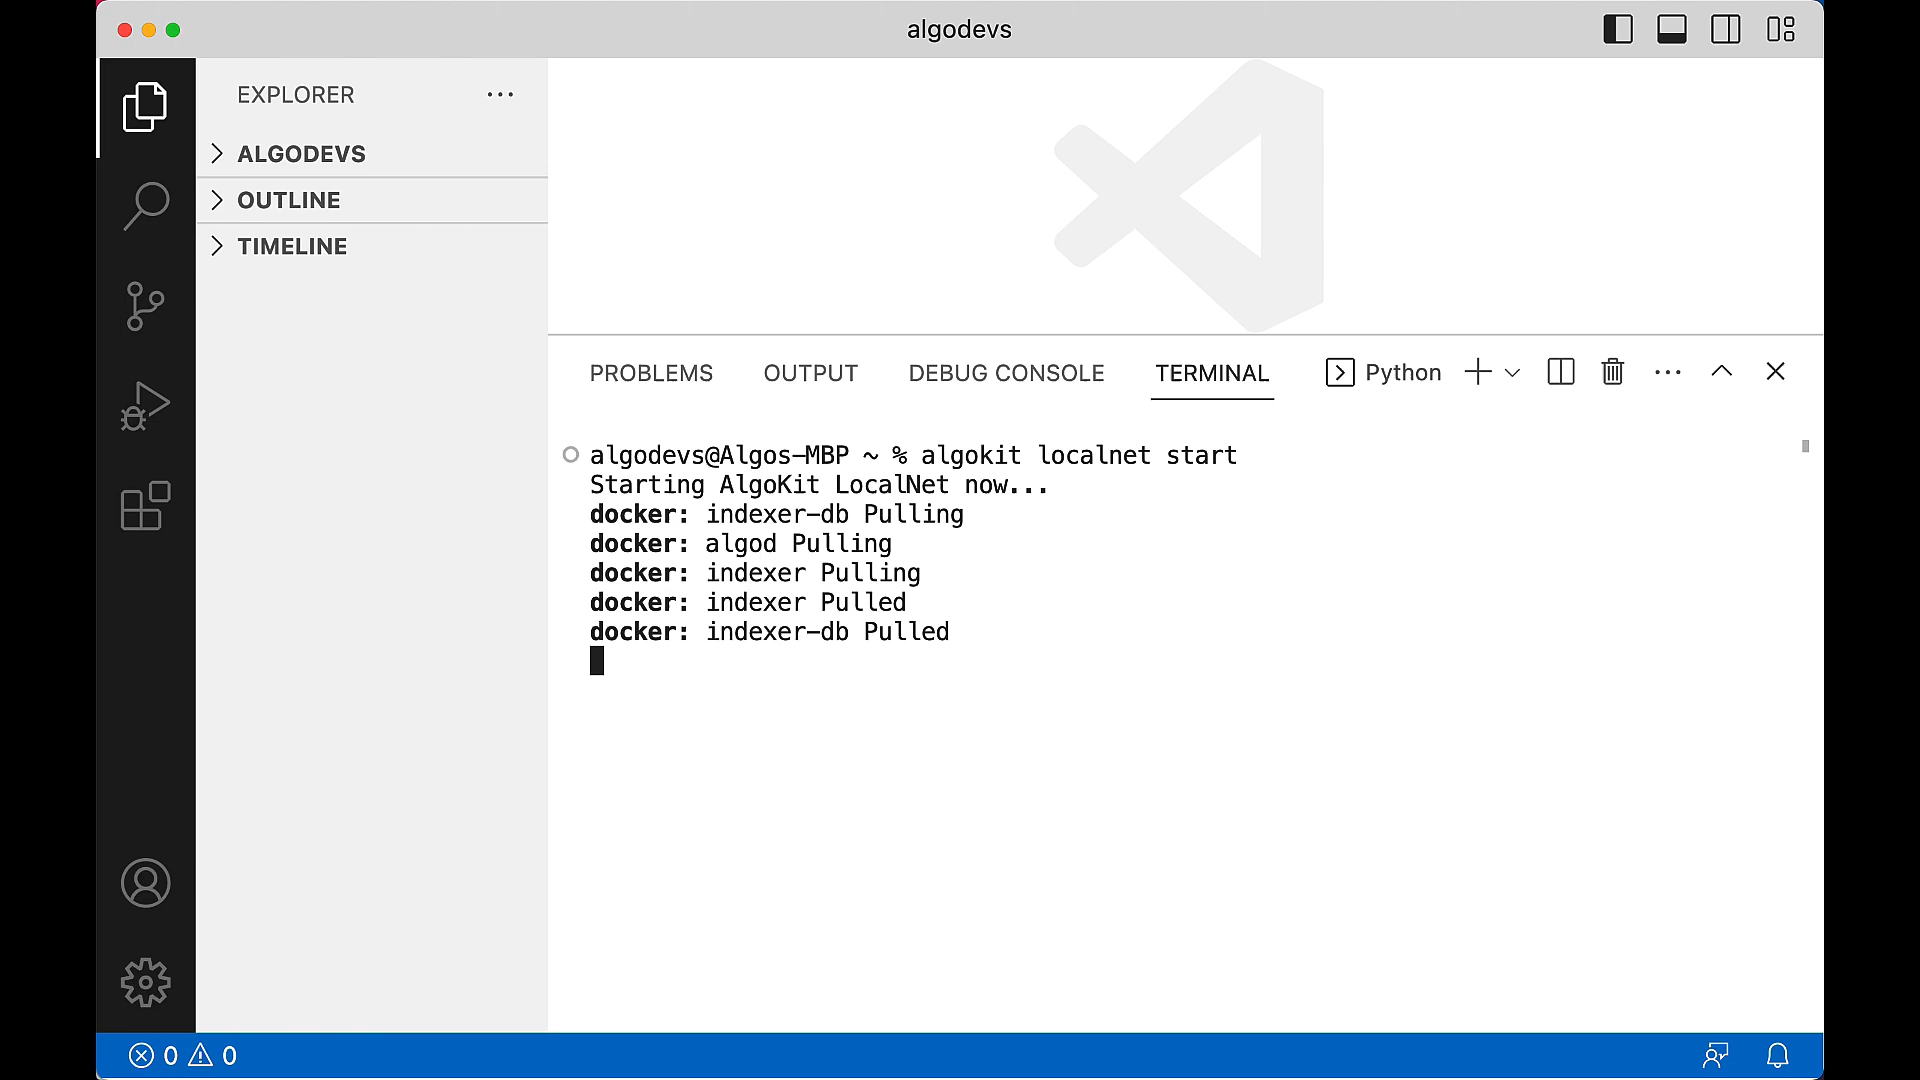 algodevs
EXPLORER
ALGODEVS
OUTLINE
TIMELINE
PROBLEMS OUTPUT DEBUG CONSOLE TERMINAL Python
algodevs@Algos-MBP ~ % algokit localnet start
Starting AlgoKit LocalNet now...
docker: indexer-db Pulling
docker: algod Pulling
docker: indexer Pulling
docker: indexer Pulled
docker: indexer-db Pulled
0 0